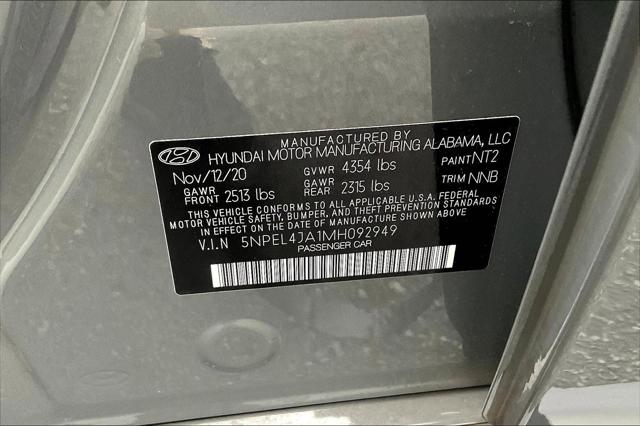 MANUFACTURED BY
HYUNDAI MOTOR MANUFACTURING ALABAMA, LLC
Nov/12/20 GVWR 4354 lbs PAINT NT2
GAWR FRONT 2513 lbs GAWR REAR 2315 lbs TRIM NNB
THIS VEHICLE CONFORMS TO ALL APPLICABLE U.S.A. FEDERAL
MOTOR VEHICLE SAFETY, BUMPER, AND THEFT PREVENTION STANDARDS
IN EFFECT ON THE DATE OF MANUFACTURE SHOWN ABOVE
V.I.N 5NPEL4JA1MH092949
PASSENGER CAR